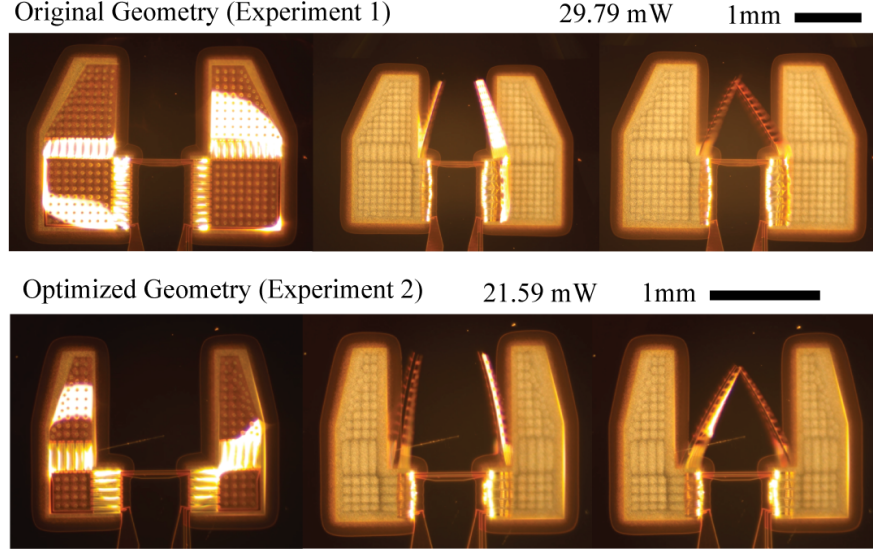 Original Geometry (Experiment 1) 29.79 mW 1mm
Optimized Geometry (Experiment 2) 21.59 mW 1mm